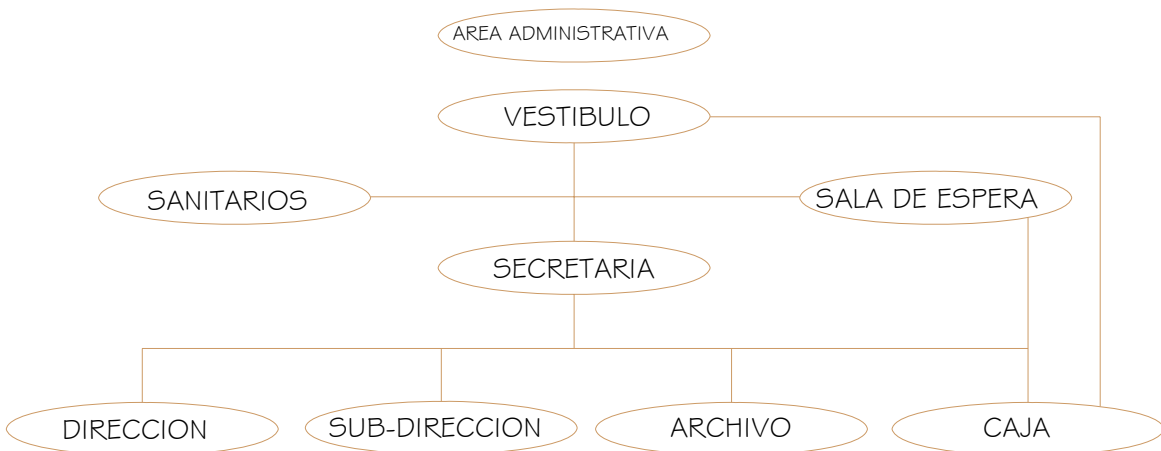 AREA ADMINISTRATIVA
VESTIBULO
SANITARIOS
SALA DE ESPERA
SECRETARIA
DIRECCION
SUB-DIRECCION
ARCHIVO
CAJA